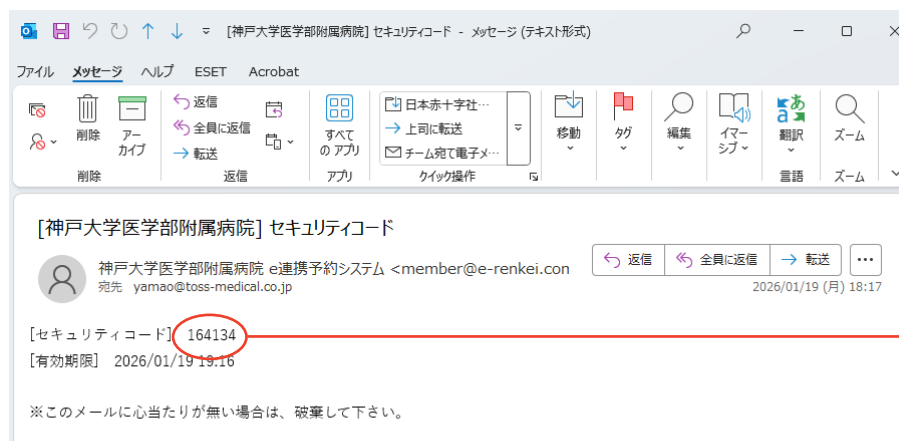 [神戸大学医学部附属病院] セキュリティコード - メッセージ (テキスト形式)
ファイル メッセージ ヘルプ ESET Acrobat
削除
アーカイブ
返信
全員に返信
転送
すべてのアプリ
日本赤十字社…
上司に転送
チーム宛て電子メ…
移動
タグ
編集
イマーシブ
翻訳
ズーム
削除 返信 アプリ クイック操作 言語 ズーム
[神戸大学医学部附属病院] セキュリティコード
神戸大学医学部附属病院 e連携予約システム <member@e-renkei.con
返信 全員に返信 転送
宛先 yamao@toss-medical.co.jp
2026/01/19 (月) 18:17
[セキュリティコード] 164134
[有効期限] 2026/01/19 19:16
※このメールに心当たりが無い場合は、破棄して下さい。